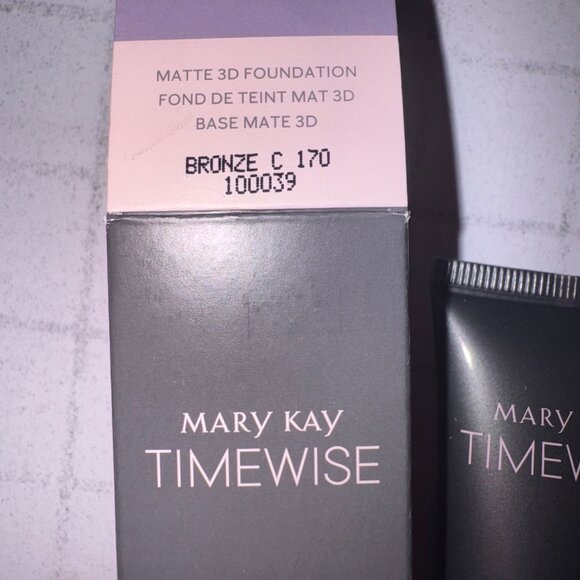 MATTE 3D FOUNDATION
FOND DE TEINT MAT 3D
BASE MATE 3D
BRONZE C 170
100039
MARY KAY
TIMEWISE
MARY
TIMEW